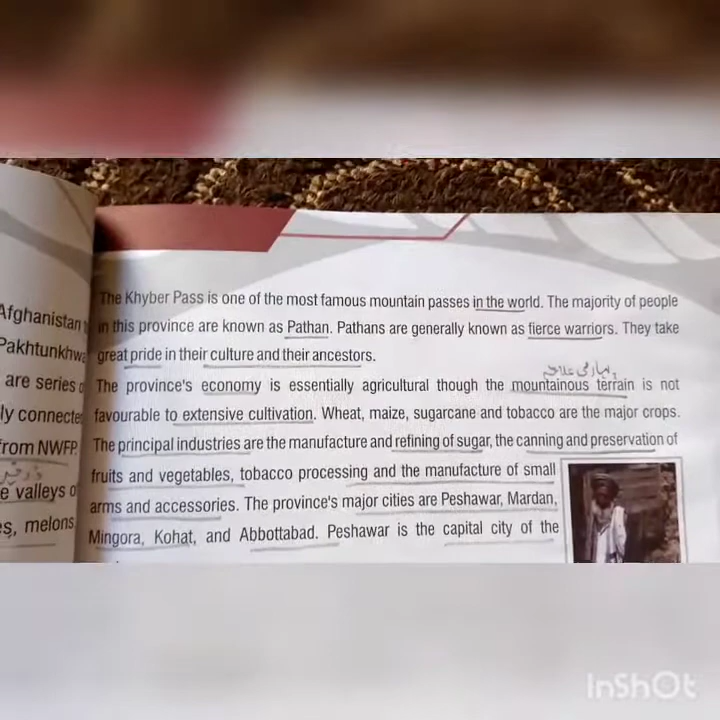 Afghanistan
Pakhtunkhwa
are series
ly connected
from NWFP
e valleys o
es, melons
The Khyber Pass is one of the most famous mountain passes in the world. The majority of people
in this province are known as Pathan. Pathans are generally known as fierce warriors. They take
great pride in their culture and their ancestors.
پہاڑی علاقہ
The province's economy is essentially agricultural though the mountainous terrain is not
favourable to extensive cultivation. Wheat, maize, sugarcane and tobacco are the major crops.
The principal industries are the manufacture and refining of sugar, the canning and preservation of
fruits and vegetables, tobacco processing and the manufacture of small
arms and accessories. The province's major cities are Peshawar, Mardan,
Mingora, Kohat, and Abbottabad. Peshawar is the capital city of the
InShOt